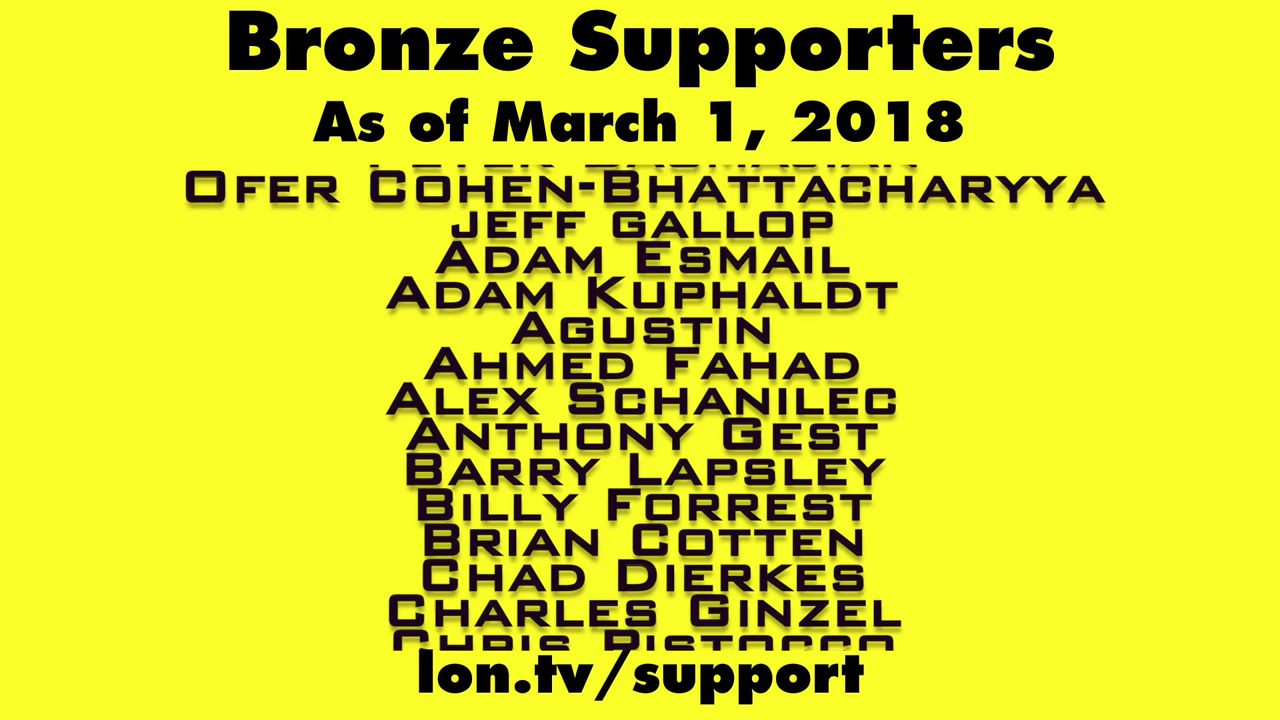 Bronze Supporters
As of March 1, 2018
Ofer Cohen-Bhattacharyya
jeff gallop
Adam Esmail
Adam Kuphaldt
Agustin
Ahmed Fahad
Alex Schanilec
Anthony Gest
Barry Lapsley
Billy Forrest
Brian Cotten
Chad Dierkes
Charles Ginzel
Chris
lon.tv/support